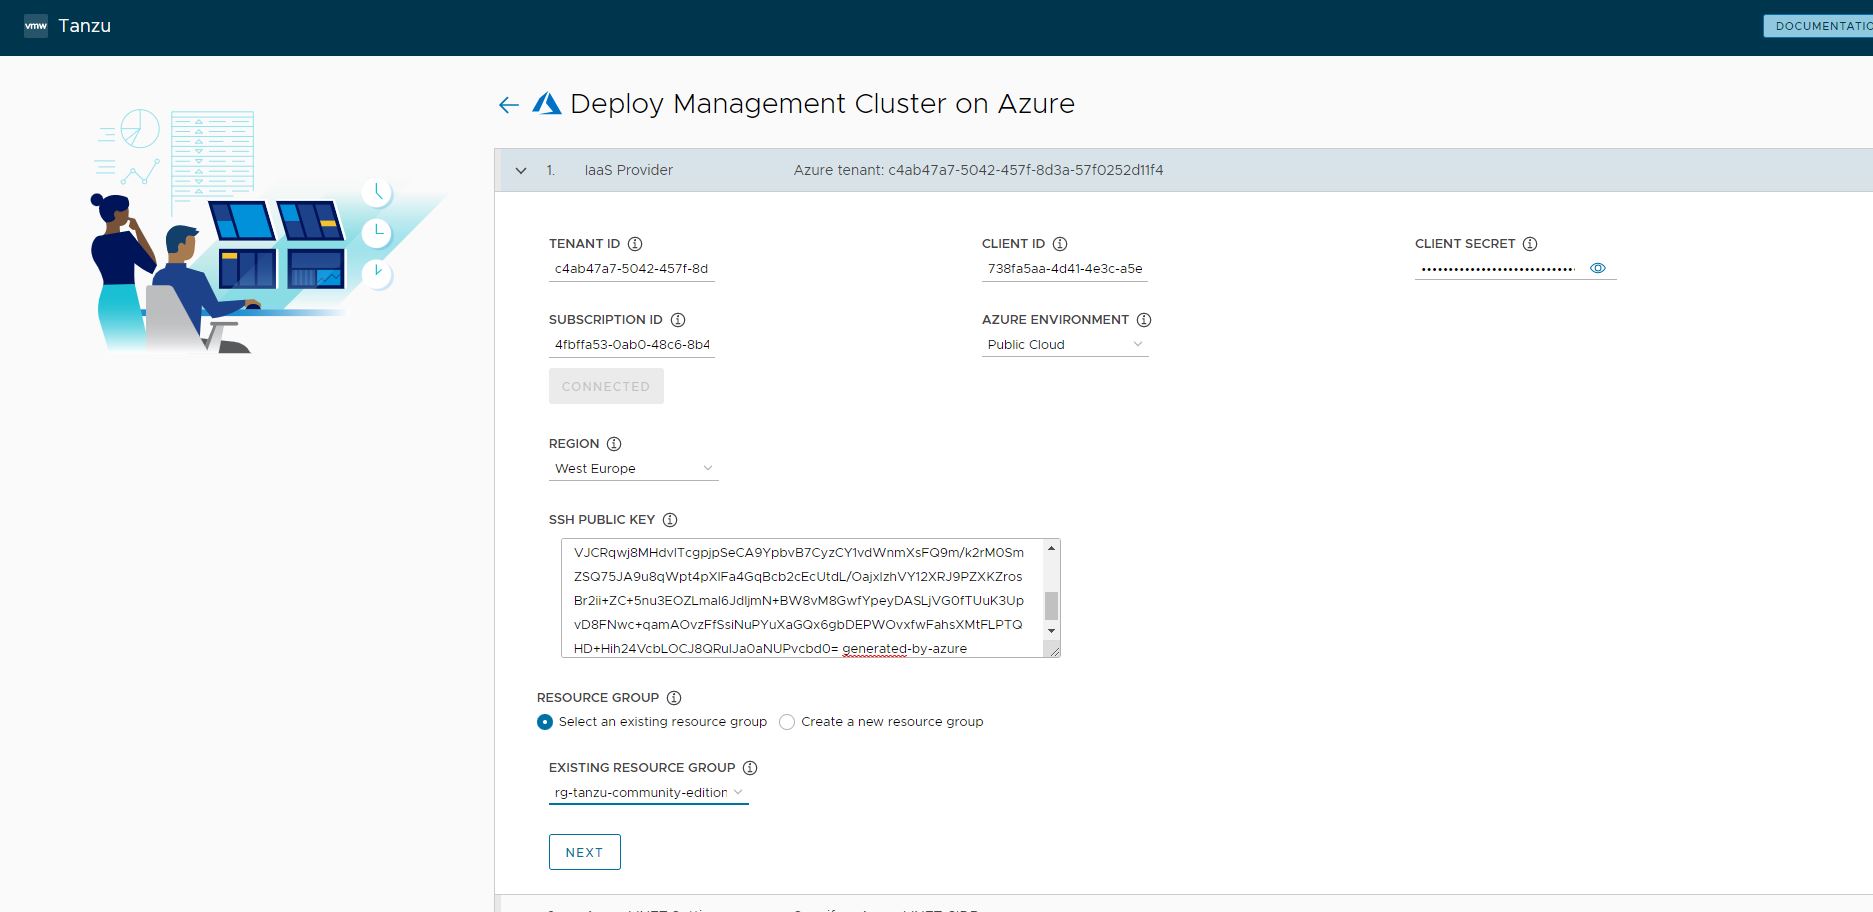 vmw Tanzu
DOCUMENTATIO
Deploy Management Cluster on Azure
1. IaaS Provider Azure tenant: c4ab47a7-5042-457f-8d3a-57f0252d11f4
TENANT ID CLIENT ID CLIENT SECRET
c4ab47a7-5042-457f-8d 738fa5aa-4d41-4e3c-a5e ••••••••••••••••••••••••••••
SUBSCRIPTION ID AZURE ENVIRONMENT
4fbffa53-0ab0-48c6-8b4 Public Cloud
CONNECTED
REGION
West Europe
SSH PUBLIC KEY
VJCRqwj8MHdvITcgpjpSeCA9YpbvB7CyzCY1vdWnmXsFQ9m/k2rM0Sm
ZSQ75JA9u8qWpt4pXIFa4GqBcb2cEcUtdL/OajxIzhVY12XRJ9PZXKZros
Br2ii+ZC+5nu3EOZLmal6JdIjmN+BW8vM8GwfYpeyDASLjVG0fTUuK3Up
vD8FNwc+qamAOvzFfSsiNuPYuXaGQx6gbDEPWOvxfwFahsXMtFLPTQ
HD+Hih24VcbLOCJ8QRulJa0aNUPvcbd0= generated-by-azure
RESOURCE GROUP
Select an existing resource group Create a new resource group
EXISTING RESOURCE GROUP
rg-tanzu-community-edition
NEXT